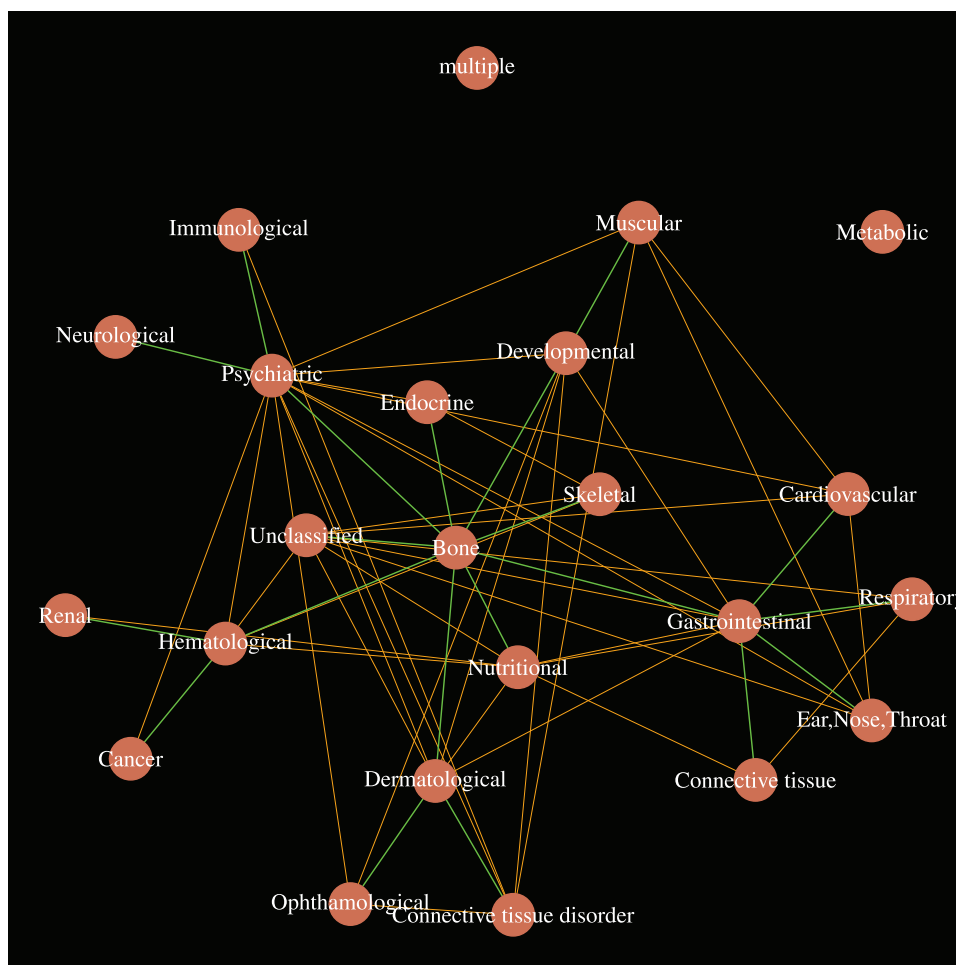 multiple
Immunological
Muscular
Metabolic
Neurological
Developmental
Psychiatric
Endocrine
Skeletal
Cardiovascular
Unclassified
Bone
Respiratory
Renal
Gastrointestinal
Hematological
Nutritional
Ear,Nose,Throat
Cancer
Dermatological
Connective tissue
Ophthamological
Connective tissue disorder